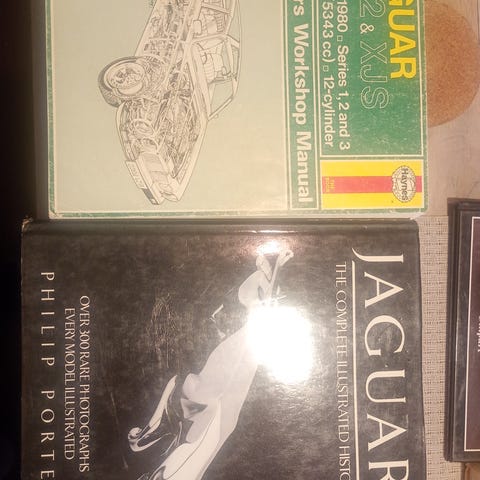 GUAR
2 & XJS
1980 □ Series 1, 2 and 3
(5343 cc) □ 12-cylinder
rs Workshop Manual
Haynes
JAGUAR
THE COMPLETE ILLUSTRATED HISTO
OVER 300 RARE PHOTOGRAPHS
EVERY MODEL ILLUSTRATED
PHILIP PORTE